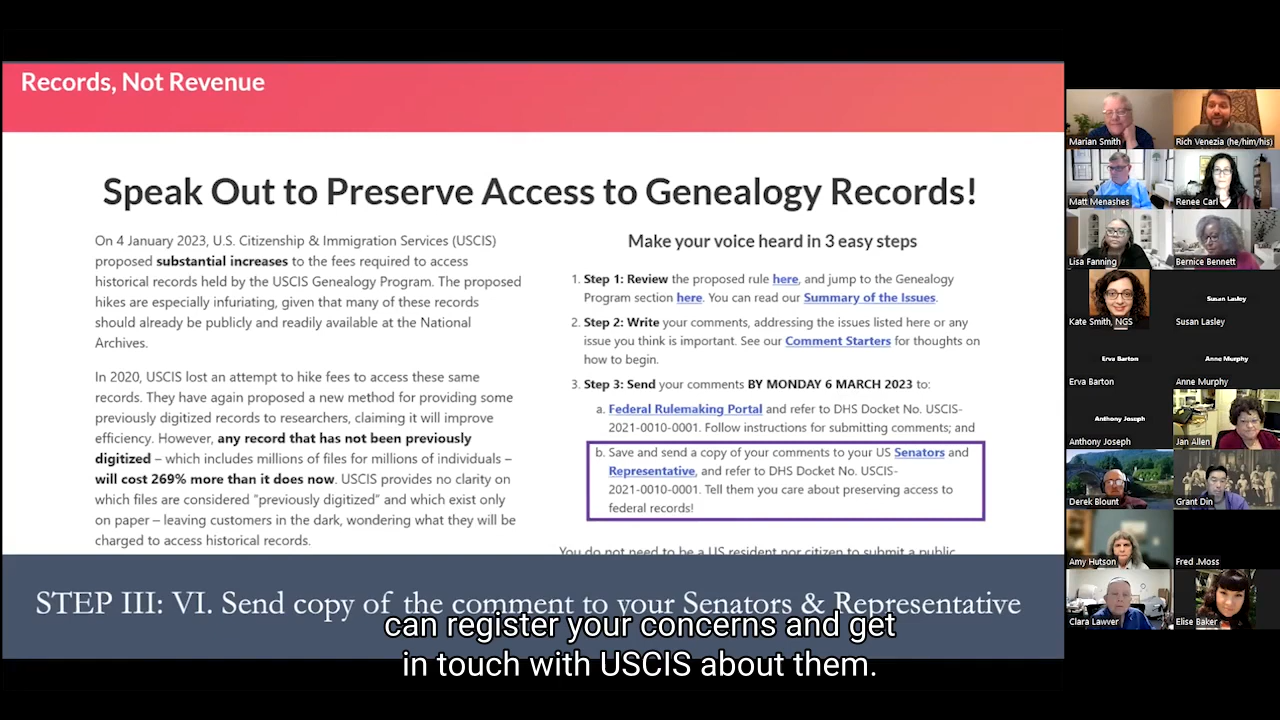 Records, Not Revenue
Speak Out to Preserve Access to Genealogy Records!
On 4 January 2023, U.S. Citizenship & Immigration Services (USCIS)
proposed substantial increases to the fees required to access
historical records held by the USCIS Genealogy Program. The proposed
hikes are especially infuriating, given that many of these records
should already be publicly and readily available at the National
Archives.
In 2020, USCIS lost an attempt to hike fees to access these same
records. They have again proposed a new method for providing some
previously digitized records to researchers, claiming it will improve
efficiency. However, any record that has not been previously
digitized – which includes millions of files for millions of individuals –
will cost 269% more than it does now. USCIS provides no clarity on
which files are considered "previously digitized" and which exist only
on paper – leaving customers in the dark, wondering what they will be
charged to access historical records.
Make your voice heard in 3 easy steps
1. Step 1: Review the proposed rule here, and jump to the Genealogy
Program section here. You can read our Summary of the Issues.
2. Step 2: Write your comments, addressing the issues listed here or any
issue you think is important. See our Comment Starters for thoughts on
how to begin.
3. Step 3: Send your comments BY MONDAY 6 MARCH 2023 to:
a. Federal Rulemaking Portal and refer to DHS Docket No. USCIS-
2021-0010-0001. Follow instructions for submitting comments; and
b. Save and send a copy of your comments to your US Senators and
Representative, and refer to DHS Docket No. USCIS-
2021-0010-0001. Tell them you care about preserving access to
federal records!
You do not need to be a US resident nor citizen to submit a public
STEP III: VI. Send copy of the comment to your Senators & Representative
can register your concerns and get
in touch with USCIS about them.
Marian Smith
Rich Venezia (he/him/his)
Matt Menashes
Renee Carl
Lisa Fanning
Bernice Bennett
Kate Smith, NGS
Susan Lasley
Susan Lasley
Erva Barton
Erva Barton
Anne Murphy
Anne Murphy
Anthony Joseph
Anthony Joseph
Jan Allen
Derek Blount
Grant Din
Amy Hutson
Fred .Moss
Clara Lawver
Elise Baker